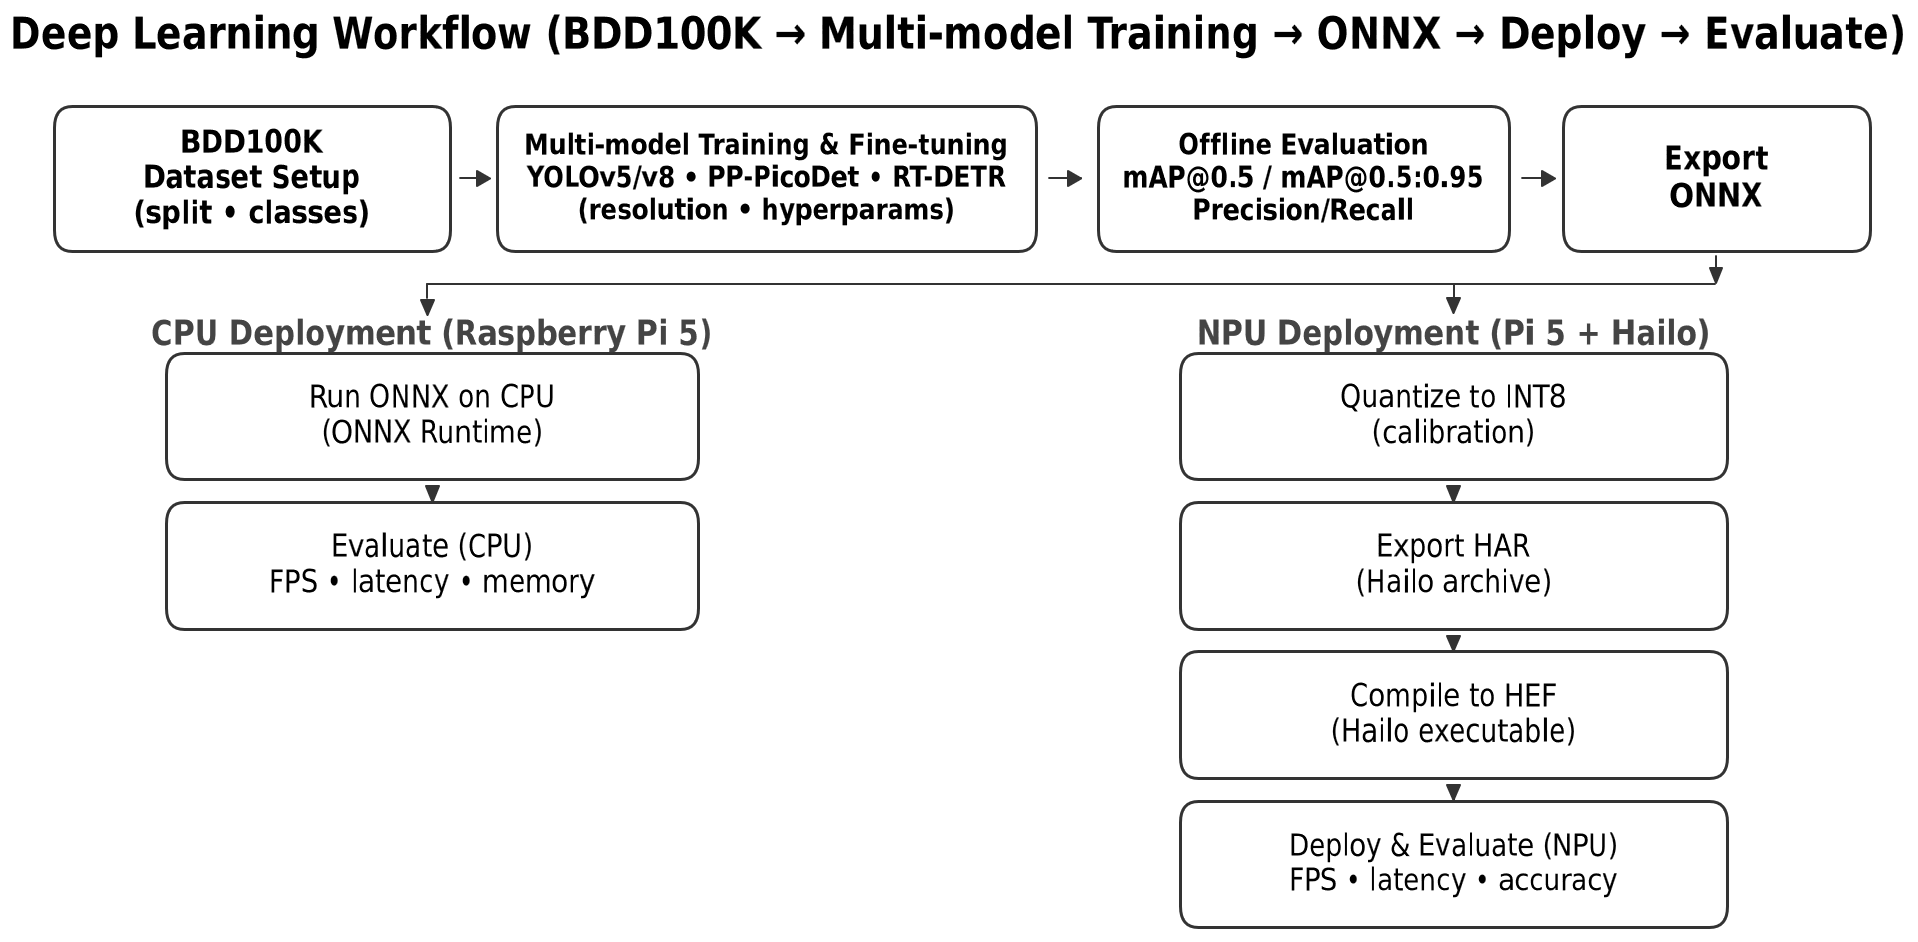 Deep Learning Workflow (BDD100K → Multi-model Training → ONNX → Deploy → Evaluate)
BDD100K
Dataset Setup
(split • classes)
Multi-model Training & Fine-tuning
YOLOv5/v8 • PP-PicoDet • RT-DETR
(resolution • hyperparams)
Offline Evaluation
mAP@0.5 / mAP@0.5:0.95
Precision/Recall
Export
ONNX
CPU Deployment (Raspberry Pi 5)
Run ONNX on CPU
(ONNX Runtime)
Evaluate (CPU)
FPS • latency • memory
NPU Deployment (Pi 5 + Hailo)
Quantize to INT8
(calibration)
Export HAR
(Hailo archive)
Compile to HEF
(Hailo executable)
Deploy & Evaluate (NPU)
FPS • latency • accuracy